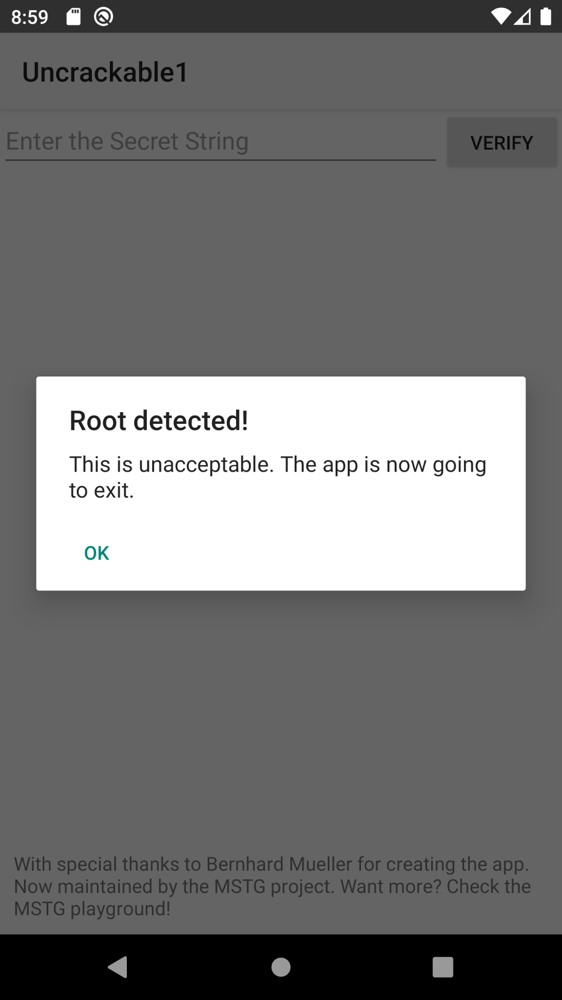 8:59
Uncrackable1
Enter the Secret String
VERIFY
Root detected!
This is unacceptable. The app is now going
to exit.
OK
With special thanks to Bernhard Mueller for creating the app.
Now maintained by the MSTG project. Want more? Check the
MSTG playground!